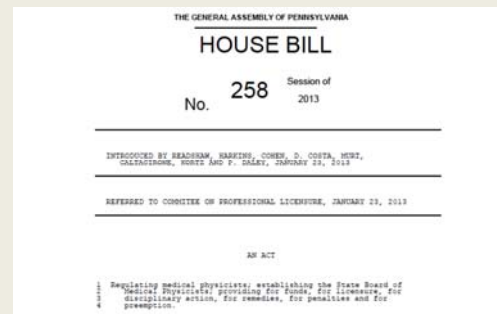 THE GENERAL ASSEMBLY OF PENNSYLVANIA
HOUSE BILL
No. 258 Session of
2013
INTRODUCED BY READSHAW, HARKINS, COHEN, D. COSTA, MURT,
CALTAGIRONE, KORTZ AND P. DALEY, JANUARY 23, 2013
REFERRED TO COMMITEE ON PROFESSIONAL LICENSURE, JANUARY 23, 2013
AN ACT
1 Regulating medical physicists; establishing the State Board of
2 Medical Physicists; providing for funds, for licensure, for
3 disciplinary action, for remedies, for penalties and for
4 preemption.